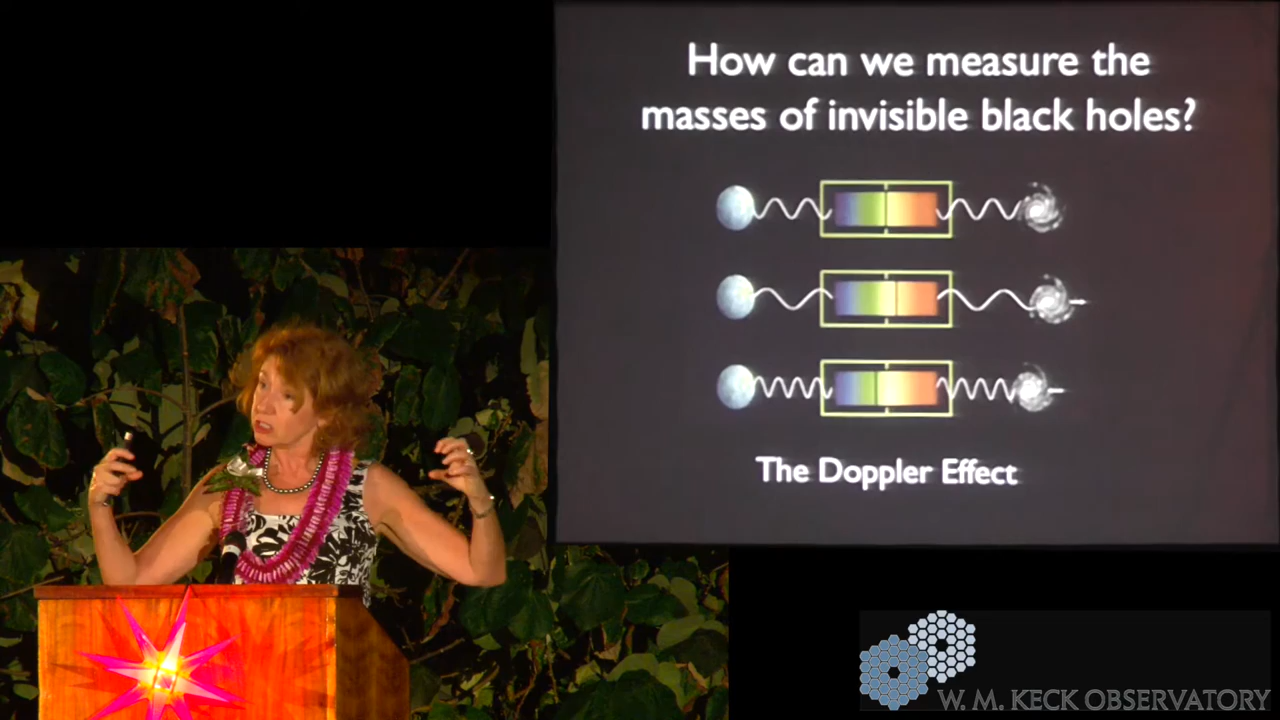 How can we measure the
masses of invisible black holes?
The Doppler Effect
W. M. KECK OBSERVATORY